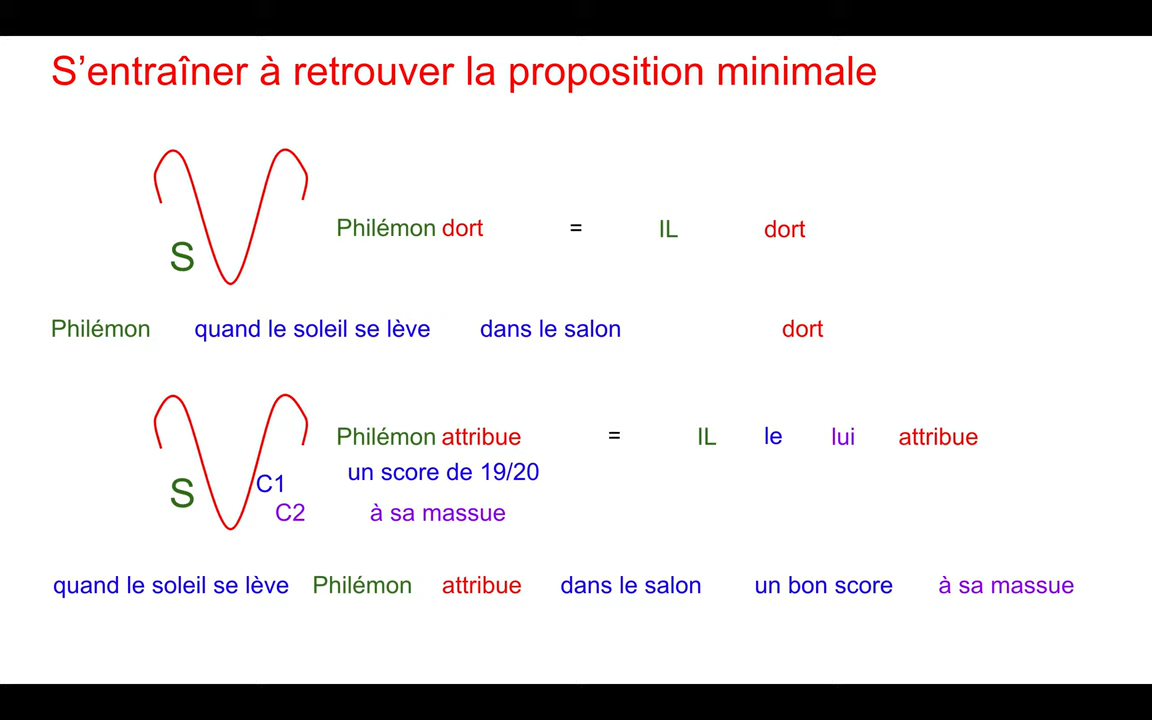 S’entraîner à retrouver la proposition minimale
Philémon dort = IL dort
S
Philémon quand le soleil se lève dans le salon dort
Philémon attribue = IL le lui attribue
un score de 19/20
S C1
C2 à sa massue
quand le soleil se lève Philémon attribue dans le salon un bon score à sa massue